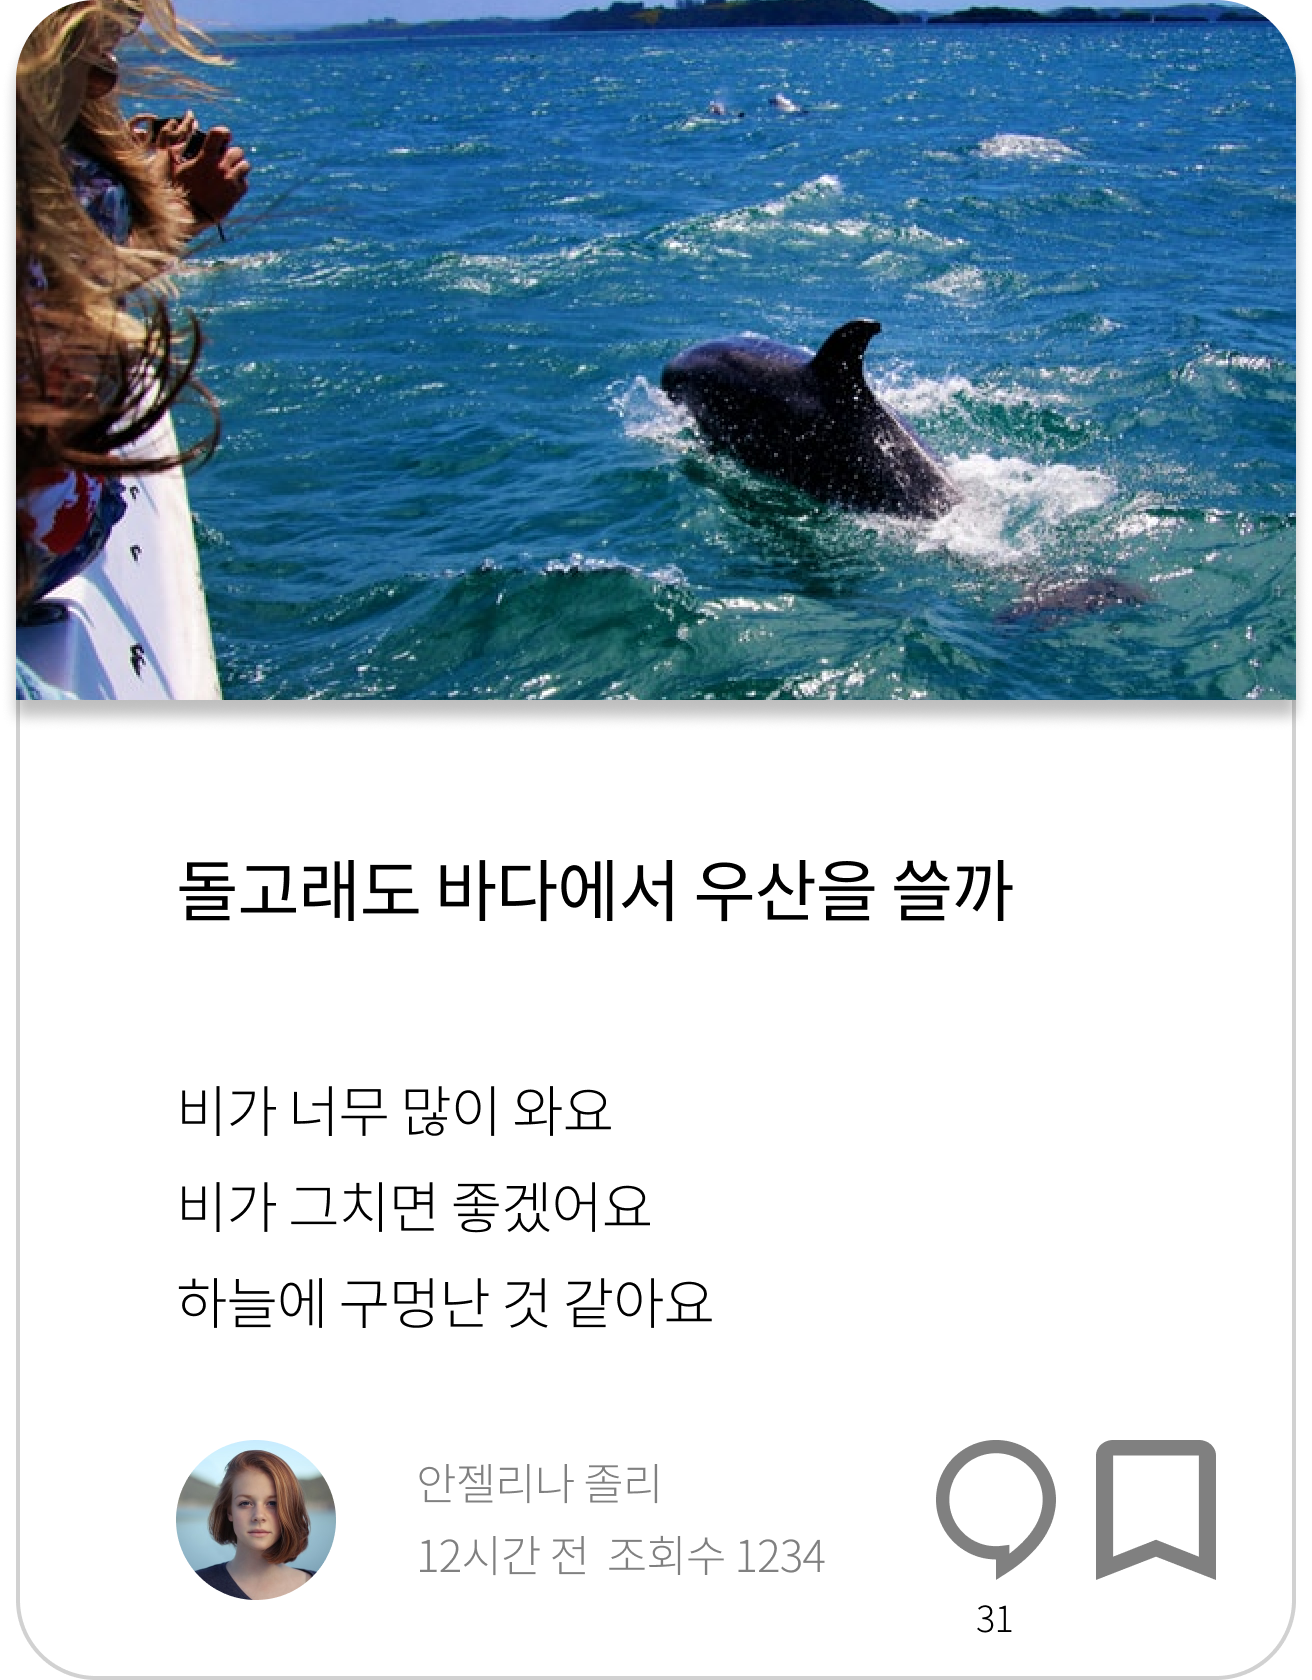 돌고래도 바다에서 우산을 쓸까
비가 너무 많이 와요
비가 그치면 좋겠어요
하늘에 구멍난 것 같아요
안젤리나 졸리
12시간 전 조회수 1234
31